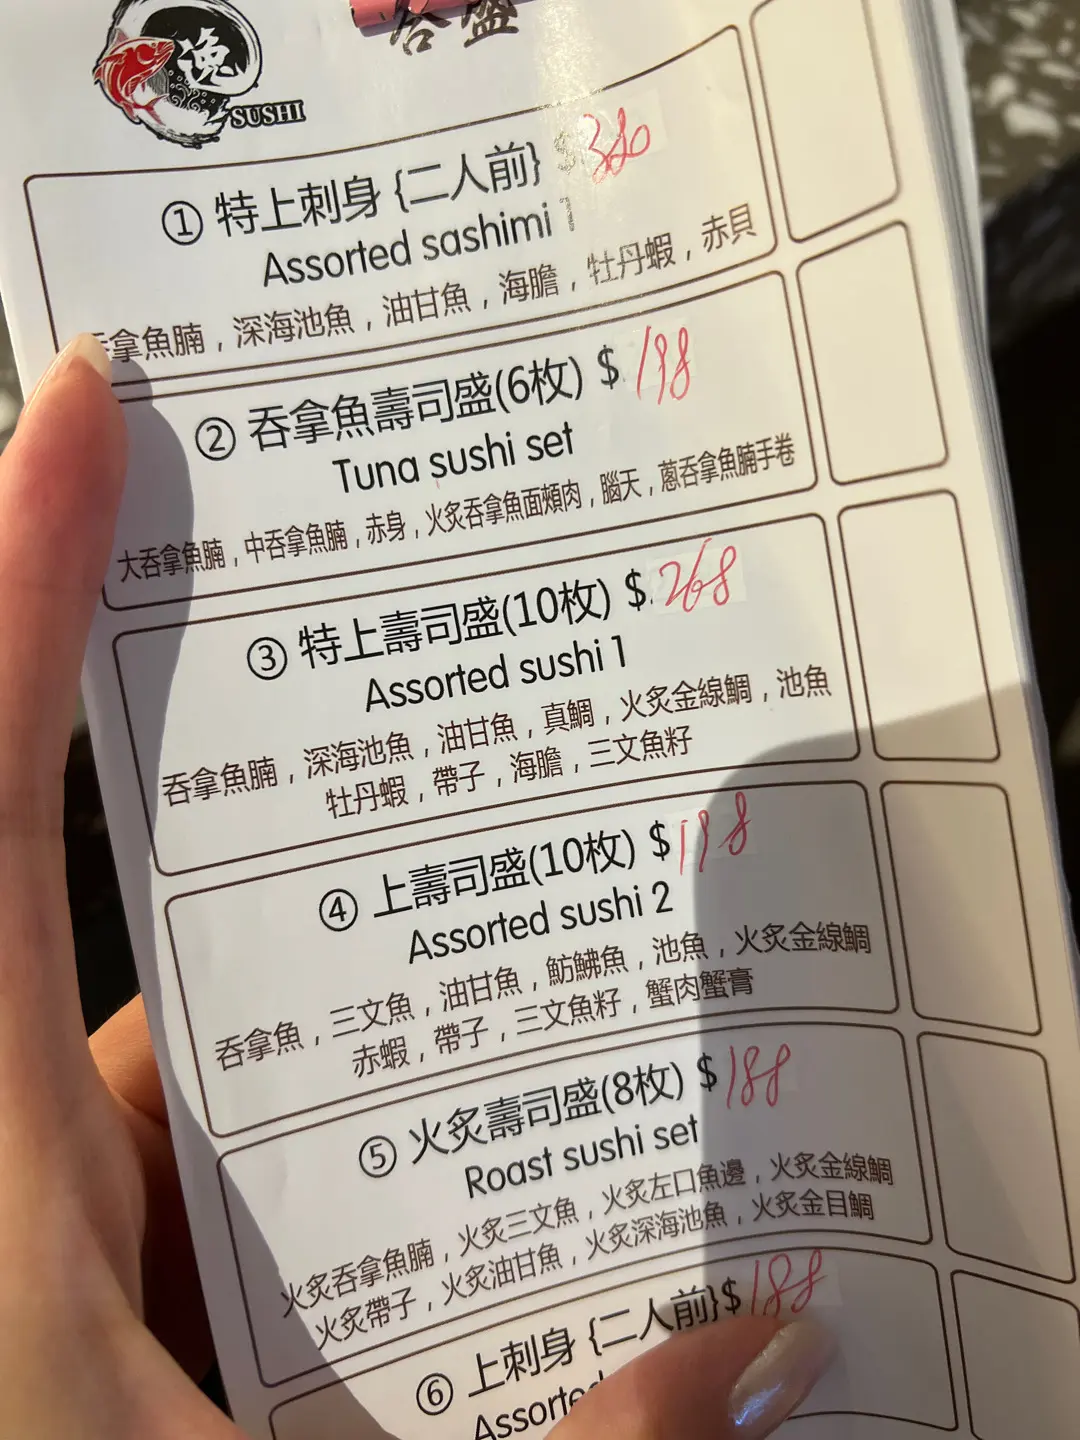 合盛
逸
SUSHI
① 特上刺身 {二人前} $380
Assorted sashimi 1
吞拿魚腩，深海池魚，油甘魚，海膽，牡丹蝦，赤貝
② 吞拿魚壽司盛(6枚) $198
Tuna sushi set
大吞拿魚腩，中吞拿魚腩，赤身，火炙吞拿魚面頰肉，腦天，蔥吞拿魚腩手卷
③ 特上壽司盛(10枚) $268
Assorted sushi 1
吞拿魚腩，深海池魚，油甘魚，真鯛，火炙金線鯛，池魚
牡丹蝦，帶子，海膽，三文魚籽
④ 上壽司盛(10枚) $198
Assorted sushi 2
吞拿魚，三文魚，油甘魚，魴鮄魚，池魚，火炙金線鯛
赤蝦，帶子，三文魚籽，蟹肉蟹膏
⑤ 火炙壽司盛(8枚) $188
Roast sushi set
火炙吞拿魚腩，火炙三文魚，火炙左口魚邊，火炙金線鯛
火炙帶子，火炙油甘魚，火炙深海池魚，火炙金目鯛
⑥ 上刺身 {二人前}$188